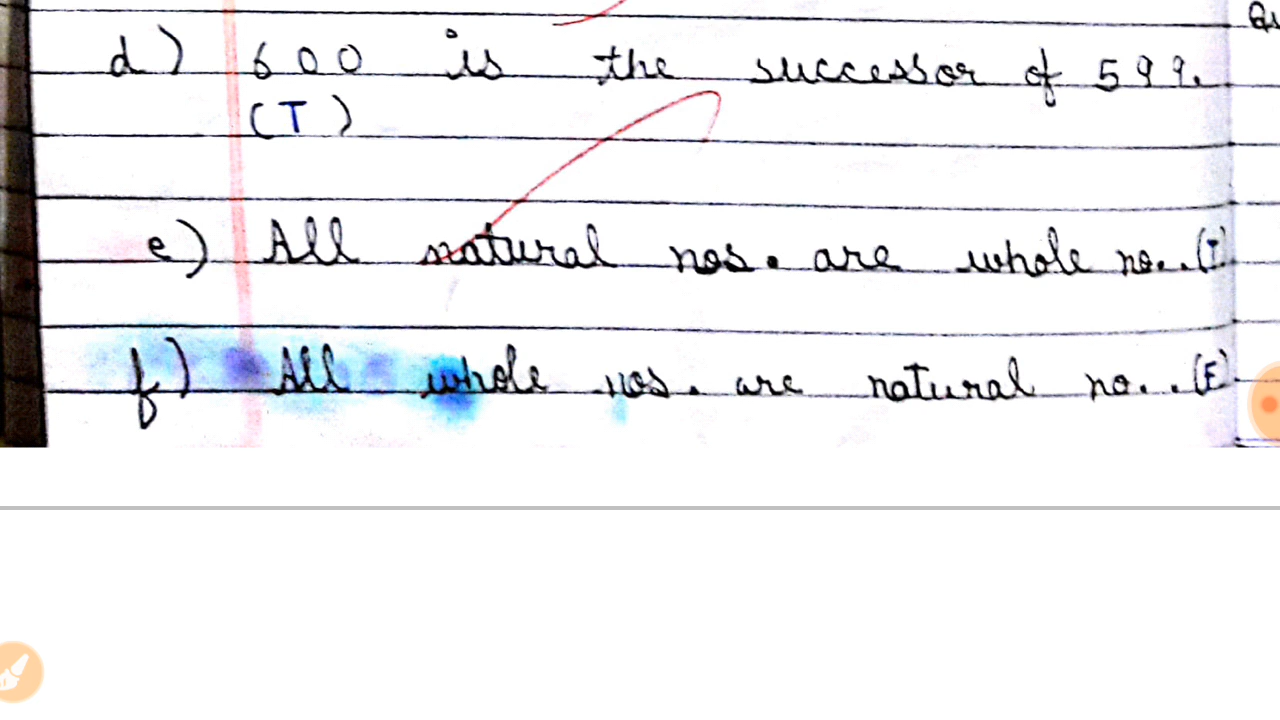 d) 600 is the successor of 599.
(T)
e) All natural nos. are whole no..(T)
f) All whole nos. are natural no..(F)